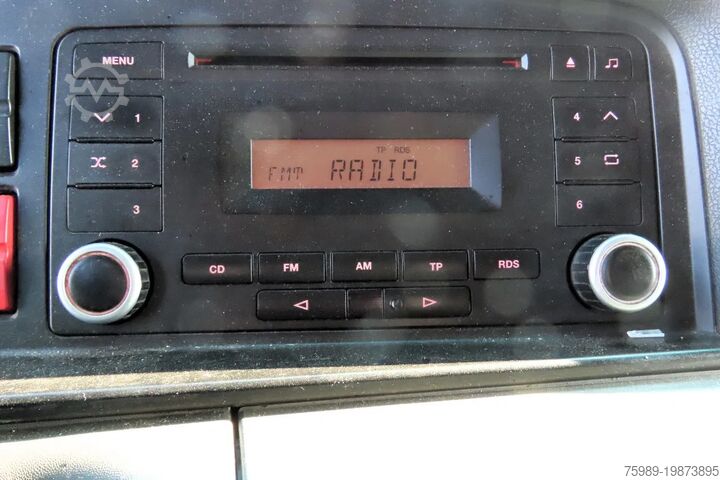 MENU
1
4
TP RDS
FMT RADIO
2
5
3
6
CD FM AM TP RDS
75989-19873895